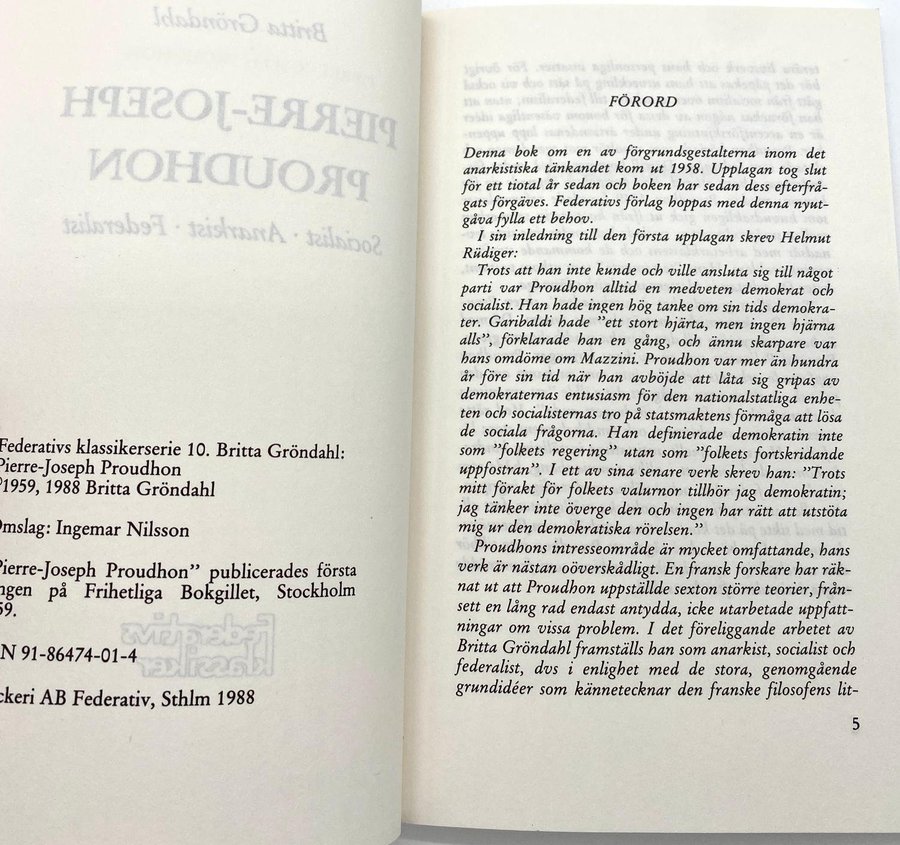 Britta Gröndahl
PIERRE-JOSEPH
PROUDHON
Socialist · Anarkist · Federalist
Federativs klassikerserie 10. Britta Gröndahl:
Pierre-Joseph Proudhon
©1959, 1988 Britta Gröndahl
Omslag: Ingemar Nilsson
Pierre-Joseph Proudhon” publicerades första
ngen på Frihetliga Bokgillet, Stockholm
59.
N 91-86474-01-4
ckeri AB Federativ, Sthlm 1988
Federativs
klassiker
FÖRORD
Denna bok om en av förgrundsgestalterna inom det
anarkistiska tänkandet kom ut 1958. Upplagan tog slut
för ett tiotal år sedan och boken har sedan dess efterfrå-
gats förgäves. Federativs förlag hoppas med denna nyut-
gåva fylla ett behov.
I sin inledning till den första upplagan skrev Helmut
Rüdiger:
Trots att han inte kunde och ville ansluta sig till något
parti var Proudhon alltid en medveten demokrat och
socialist. Han hade ingen hög tanke om sin tids demokra-
ter. Garibaldi hade ”ett stort hjärta, men ingen hjärna
alls”, förklarade han en gång, och ännu skarpare var
hans omdöme om Mazzini. Proudhon var mer än hundra
år före sin tid när han avböjde att låta sig gripas av
demokraternas entusiasm för den nationalstatliga enhe-
ten och socialisternas tro på statsmaktens förmåga att lösa
de sociala frågorna. Han definierade demokratin inte
som ”folkets regering” utan som ”folkets fortskridande
uppfostran”. I ett av sina senare verk skrev han: ”Trots
mitt förakt för folkets valurnor tillhör jag demokratin;
jag tänker inte överge den och ingen har rätt att utstöta
mig ur den demokratiska rörelsen.”
Proudhons intresseområde är mycket omfattande, hans
verk är nästan oöverskådligt. En fransk forskare har räk-
nat ut att Proudhon uppställde sexton större teorier, från-
sett en lång rad endast antydda, icke utarbetade uppfatt-
ningar om vissa problem. I det föreliggande arbetet av
Britta Gröndahl framställs han som anarkist, socialist och
federalist, dvs i enlighet med de stora, genomgående
grundidéer som kännetecknar den franske filosofens lit-
5